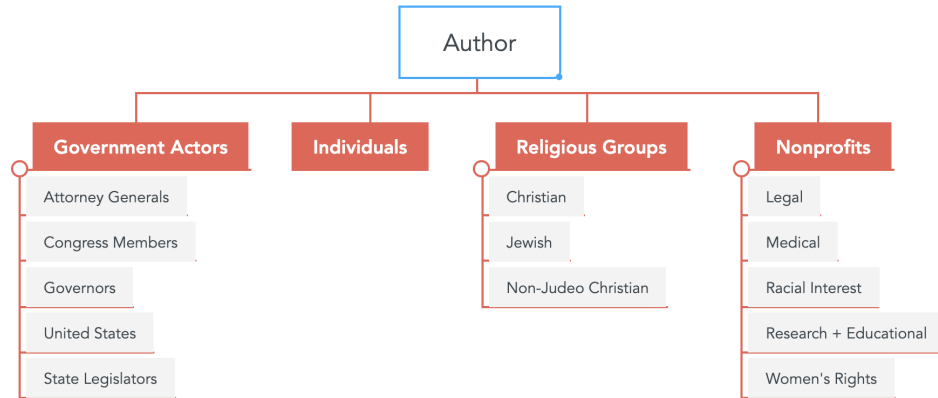 Author
Government Actors
Attorney Generals
Congress Members
Governors
United States
State Legislators
Individuals
Religious Groups
Christian
Jewish
Non-Judeo Christian
Nonprofits
Legal
Medical
Racial Interest
Research + Educational
Women's Rights